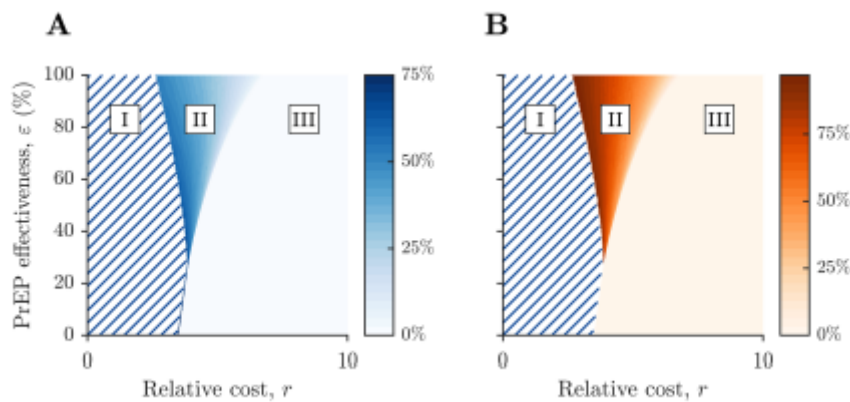 A
B
PrEP effectiveness, ε (%)
100
80
60
40
20
0
I
II
III
0
10
Relative cost, r
75%
50%
25%
0%
I
II
III
0
10
Relative cost, r
75%
50%
25%
0%